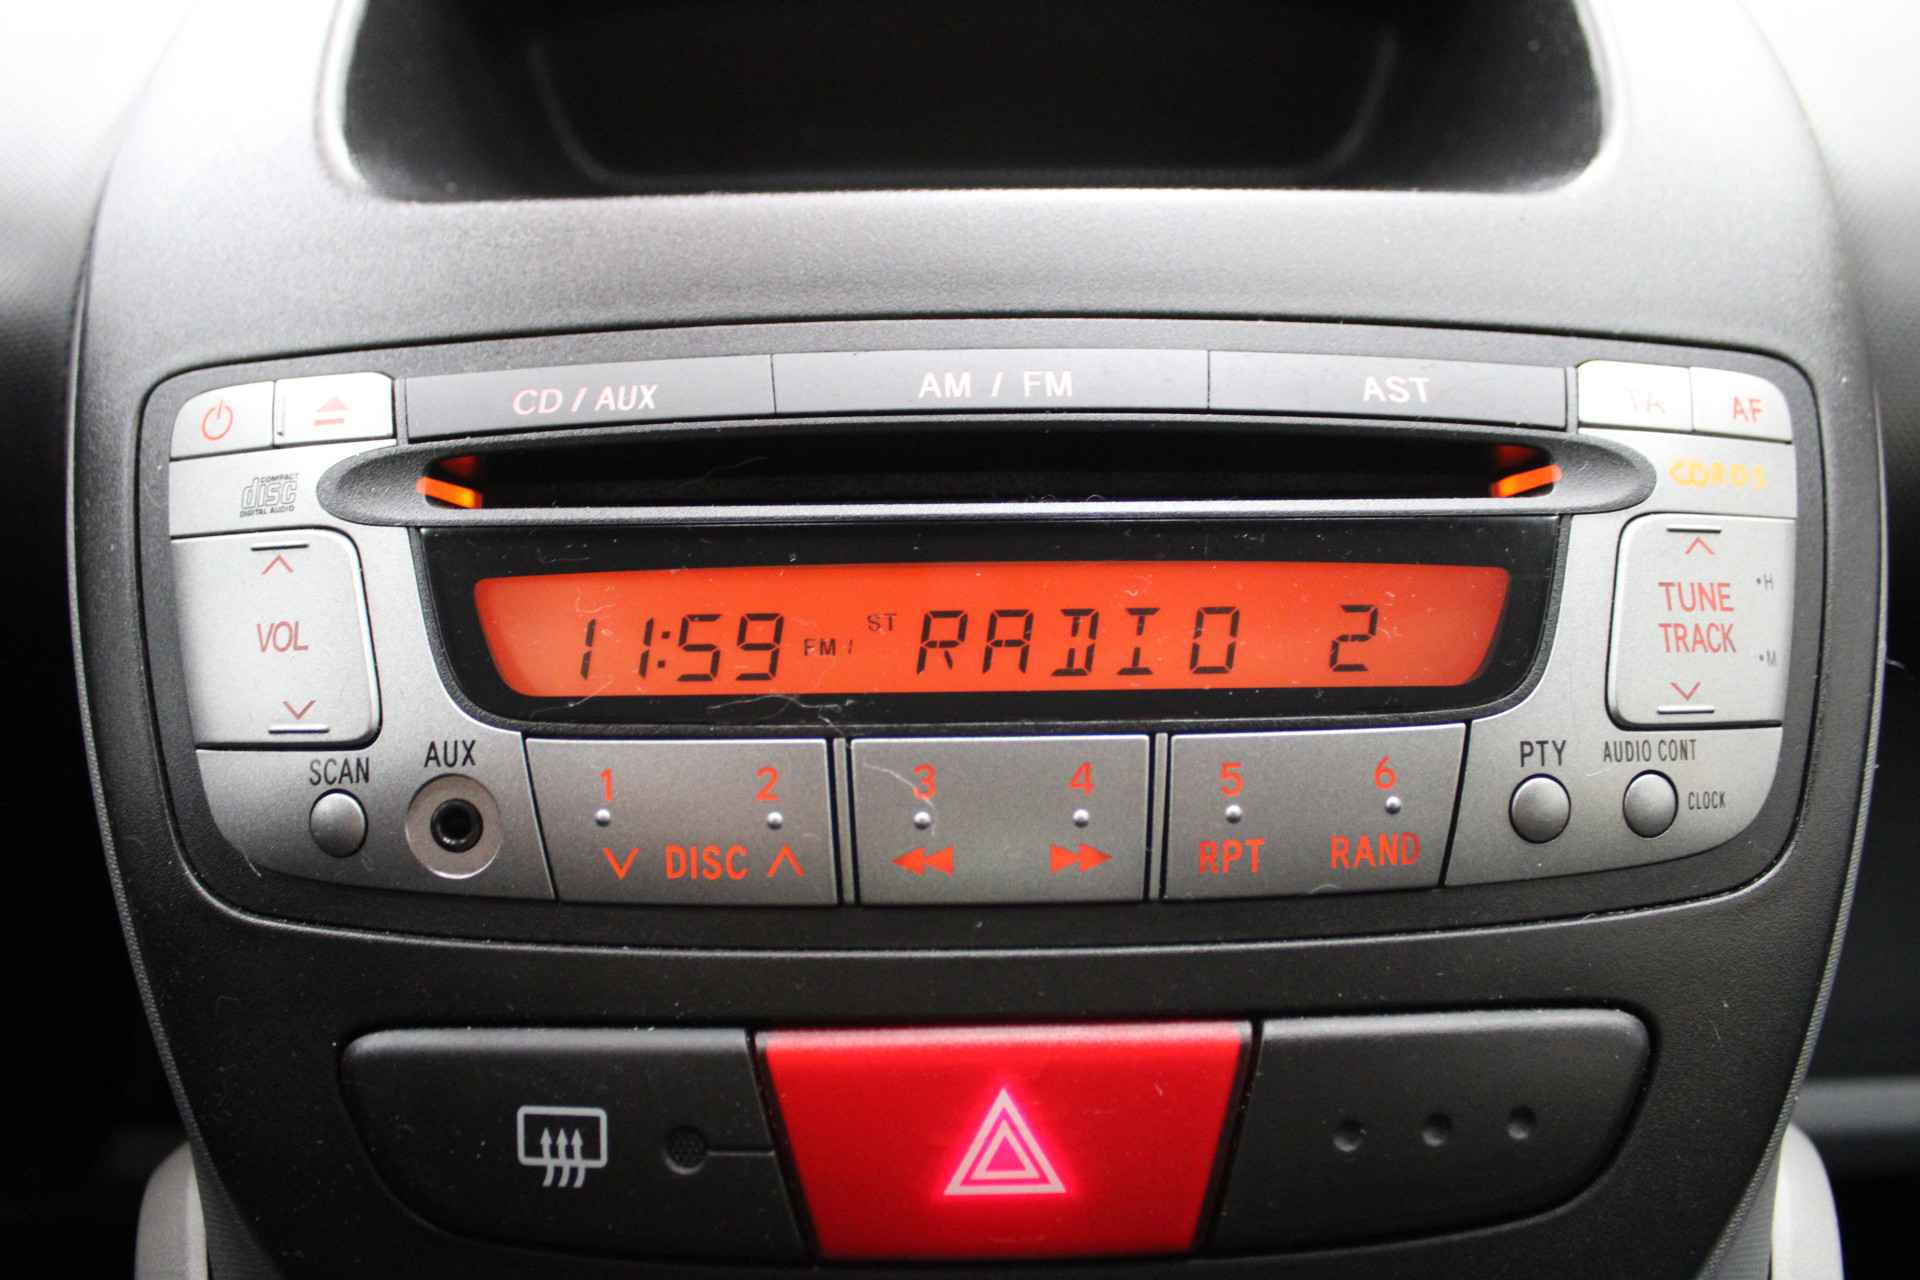 CD / AUX
AM / FM
AST
TA
AF
COMPACT
disc
DIGITAL AUDIO
VOL
11:59
FM 1
ST
RADIO 2
TUNE
TRACK
•H
•M
SCAN
AUX
1
2
3
4
5
6
DISC
RPT
RAND
PTY
AUDIO CONT
CLOCK